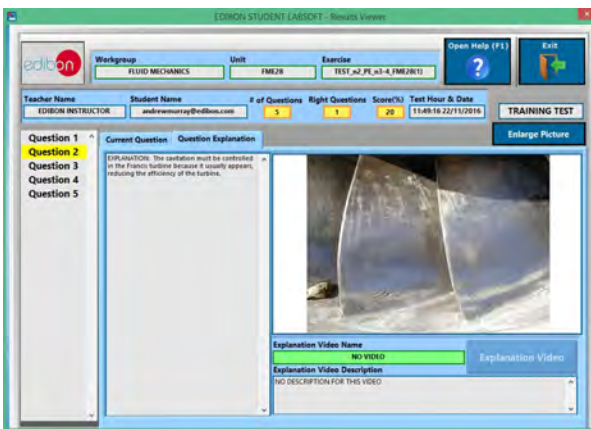 EDIBON STUDENT LABSOFT - Results Viewer
edibon
Workgroup Unit Exercise
FLUID MECHANICS FME28 TEST_n2_PE_n3-4_FME28(1)
Open Help (F1) Exit
Teacher Name Student Name # of Questions Right Questions Score(%) Test Hour & Date
EDIBON INSTRUCTOR andrewmurray@edibon.com 5 1 20 11:49:16 22/11/2016 TRAINING TEST
Enlarge Picture
Question 1
Question 2
Question 3
Question 4
Question 5
Current Question Question Explanation
EXPLANATION: The cavitation must be controlled
in the Francis turbine because it usually appears,
reducing the efficiency of the turbine.
Explanation Video Name
NO VIDEO
Explanation Video
Explanation Video Description
NO DESCRIPTION FOR THIS VIDEO